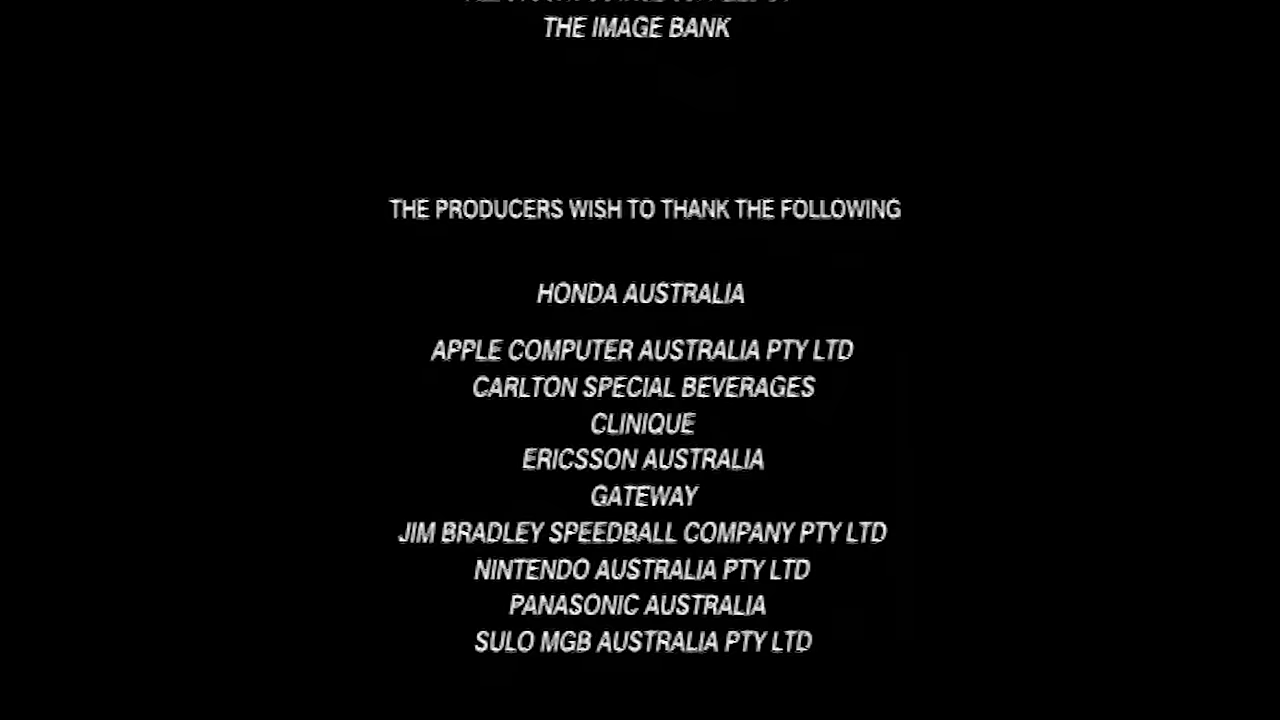 THE IMAGE BANK
THE PRODUCERS WISH TO THANK THE FOLLOWING
HONDA AUSTRALIA
APPLE COMPUTER AUSTRALIA PTY LTD
CARLTON SPECIAL BEVERAGES
CLINIQUE
ERICSSON AUSTRALIA
GATEWAY
JIM BRADLEY SPEEDBALL COMPANY PTY LTD
NINTENDO AUSTRALIA PTY LTD
PANASONIC AUSTRALIA
SULO MGB AUSTRALIA PTY LTD